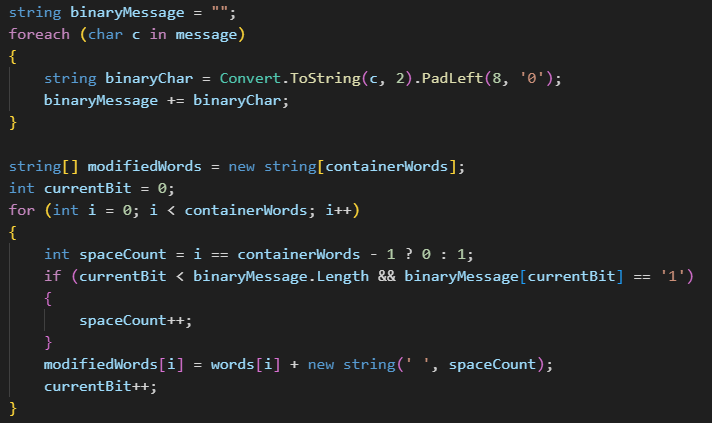 string binaryMessage = "";
foreach (char c in message)
{
    string binaryChar = Convert.ToString(c, 2).PadLeft(8, '0');
    binaryMessage += binaryChar;
}

string[] modifiedWords = new string[containerWords];
int currentBit = 0;
for (int i = 0; i < containerWords; i++)
{
    int spaceCount = i == containerWords - 1 ? 0 : 1;
    if (currentBit < binaryMessage.Length && binaryMessage[currentBit] == '1')
    {
        spaceCount++;
    }
    modifiedWords[i] = words[i] + new string(' ', spaceCount);
    currentBit++;
}